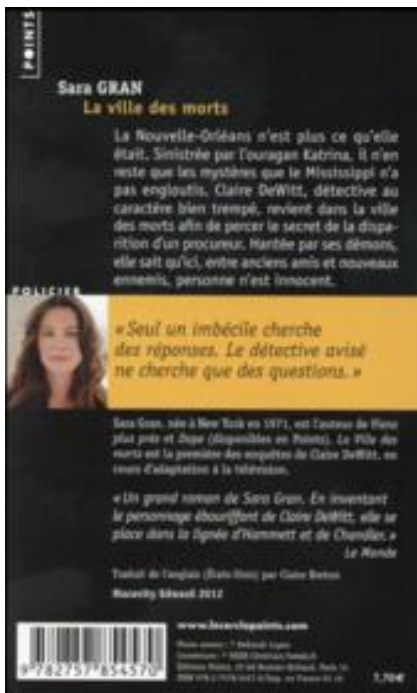 POINTS
Sara GRAN
La ville des morts
La Nouvelle-Orléans n'est plus ce qu'elle
était. Sinistrée par l'ouragan Katrina, il n'en
reste que les mystères que le Mississippi n'a
pas engloutis. Claire DeWitt, détective au
caractère bien trempé, revient dans la ville
des morts afin de percer le secret de la dispa-
rition d'un procureur. Hantée par ses démons,
elle sait qu'ici, entre anciens amis et nouveaux
ennemis, personne n'est innocent.
POLICIER
« Seul un imbécile cherche
des réponses. Le détective avisé
ne cherche que des questions. »
Sara Gran, née à New York en 1971, est l'auteur de Viens
plus près et Dope (disponibles en Points). La Ville des
morts est la première des enquêtes de Claire DeWitt, en
cours d'adaptation à la télévision.
« Un grand roman de Sara Gran. En inventant
le personnage ébouriffant de Claire DeWitt, elle se
place dans la lignée d'Hammett et de Chandler. »
Le Monde
Traduit de l'anglais (États-Unis) par Claire Breton
Macavity Award 2012
www.lecerclepoints.com
9 782757 854570
7,70€